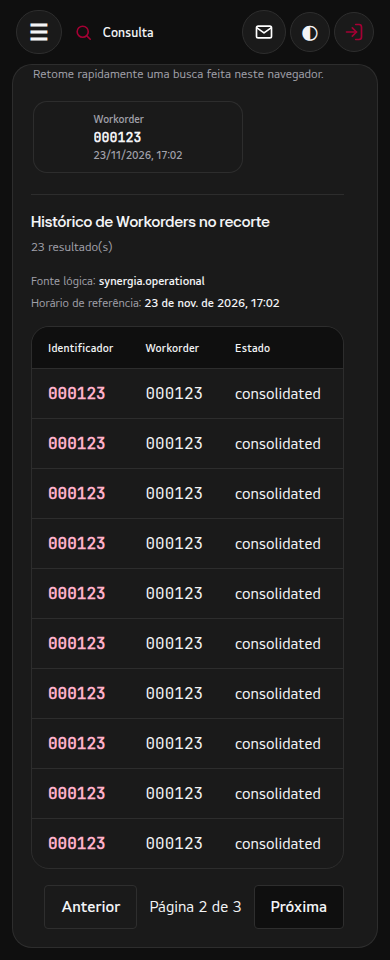 Consulta
Retome rapidamente uma busca feita neste navegador.
Workorder
000123
23/11/2026, 17:02
Histórico de Workorders no recorte
23 resultado(s)
Fonte lógica: synergia.operational
Horário de referência: 23 de nov. de 2026, 17:02
Identificador Workorder Estado
000123 000123 consolidated
000123 000123 consolidated
000123 000123 consolidated
000123 000123 consolidated
000123 000123 consolidated
000123 000123 consolidated
000123 000123 consolidated
000123 000123 consolidated
000123 000123 consolidated
000123 000123 consolidated
Anterior Página 2 de 3 Próxima